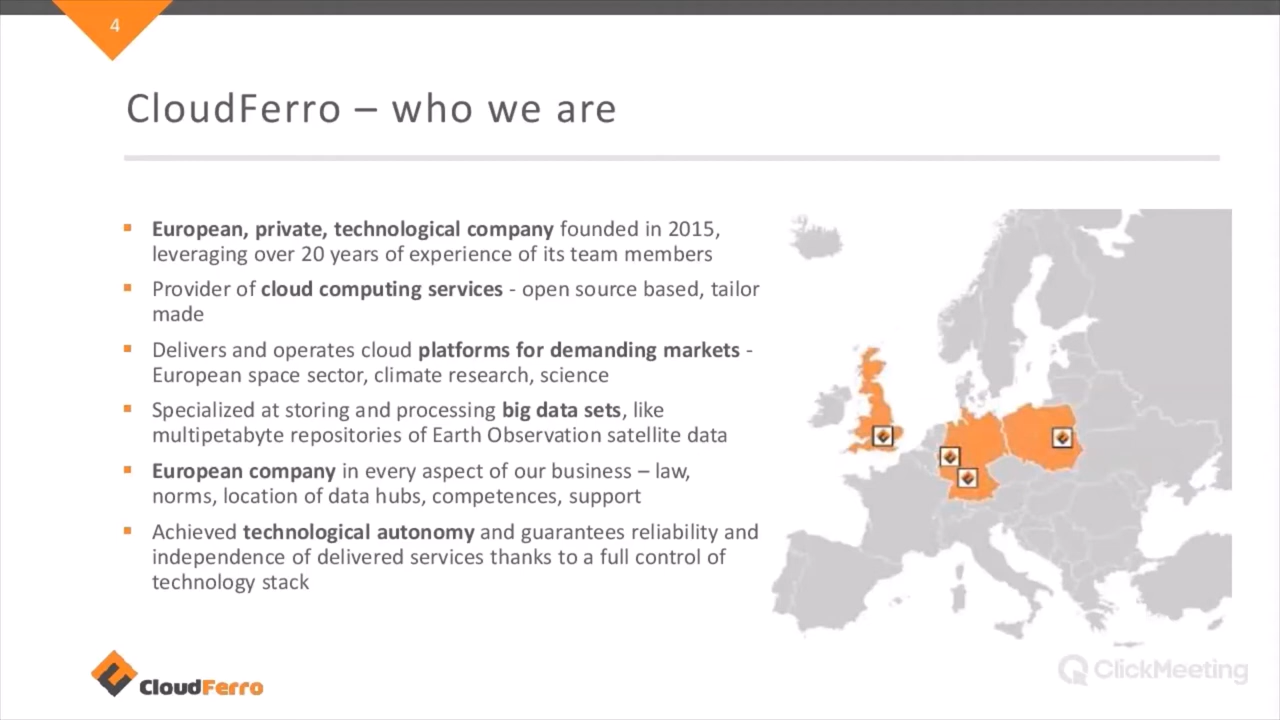 4
CloudFerro – who we are
European, private, technological company founded in 2015,
leveraging over 20 years of experience of its team members
Provider of cloud computing services - open source based, tailor
made
Delivers and operates cloud platforms for demanding markets -
European space sector, climate research, science
Specialized at storing and processing big data sets, like
multipetabyte repositories of Earth Observation satellite data
European company in every aspect of our business – law,
norms, location of data hubs, competences, support
Achieved technological autonomy and guarantees reliability and
independence of delivered services thanks to a full control of
technology stack
CloudFerro
ClickMeeting